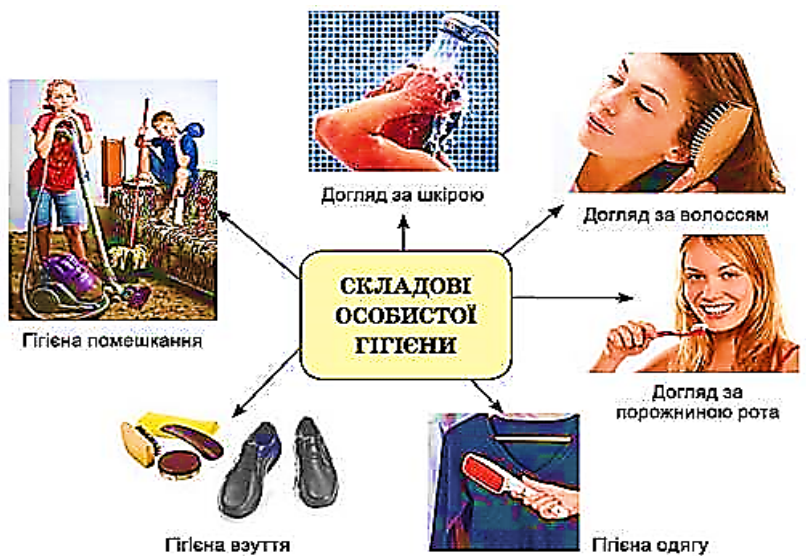 Догляд за шкірою
Догляд за волоссям
СКЛАДОВІ
ОСОБИСТОЇ
ГІГІЄНИ
Гігієна помешкання
Догляд за
порожниною рота
Гігієна взуття
Гігієна одягу